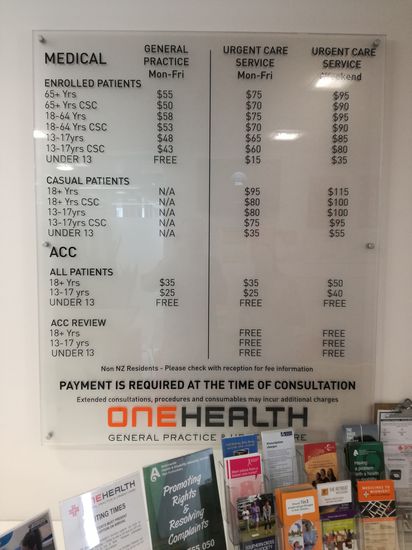 MEDICAL GENERAL PRACTICE Mon-Fri URGENT CARE SERVICE Mon-Fri URGENT CARE SERVICE Weekend
ENROLLED PATIENTS
65+ Yrs $55 $75 $95
65+ Yrs CSC $50 $70 $90
18-64 Yrs $58 $75 $95
18-64 Yrs CSC $53 $70 $90
13-17yrs $48 $65 $85
13-17yrs CSC $43 $60 $80
UNDER 13 FREE $15 $35
CASUAL PATIENTS
18+ Yrs N/A $95 $115
18+ Yrs CSC N/A $80 $100
13-17yrs N/A $80 $100
13-17yrs CSC N/A $75 $95
UNDER 13 N/A $35 $55
ACC
ALL PATIENTS
18+ Yrs $35 $35 $50
13-17 yrs $25 $25 $40
UNDER 13 FREE FREE FREE
ACC REVIEW
18+ Yrs FREE FREE
13-17 yrs FREE FREE
UNDER 13 FREE FREE
Non NZ Residents - Please check with reception for fee information
PAYMENT IS REQUIRED AT THE TIME OF CONSULTATION
Extended consultations, procedures and consumables may incur additional charges
ONEHEALTH
GENERAL PRACTICE &
ONEHEALTH
WAITING TIMES
Promoting
Rights
&
Resolving
Complaints